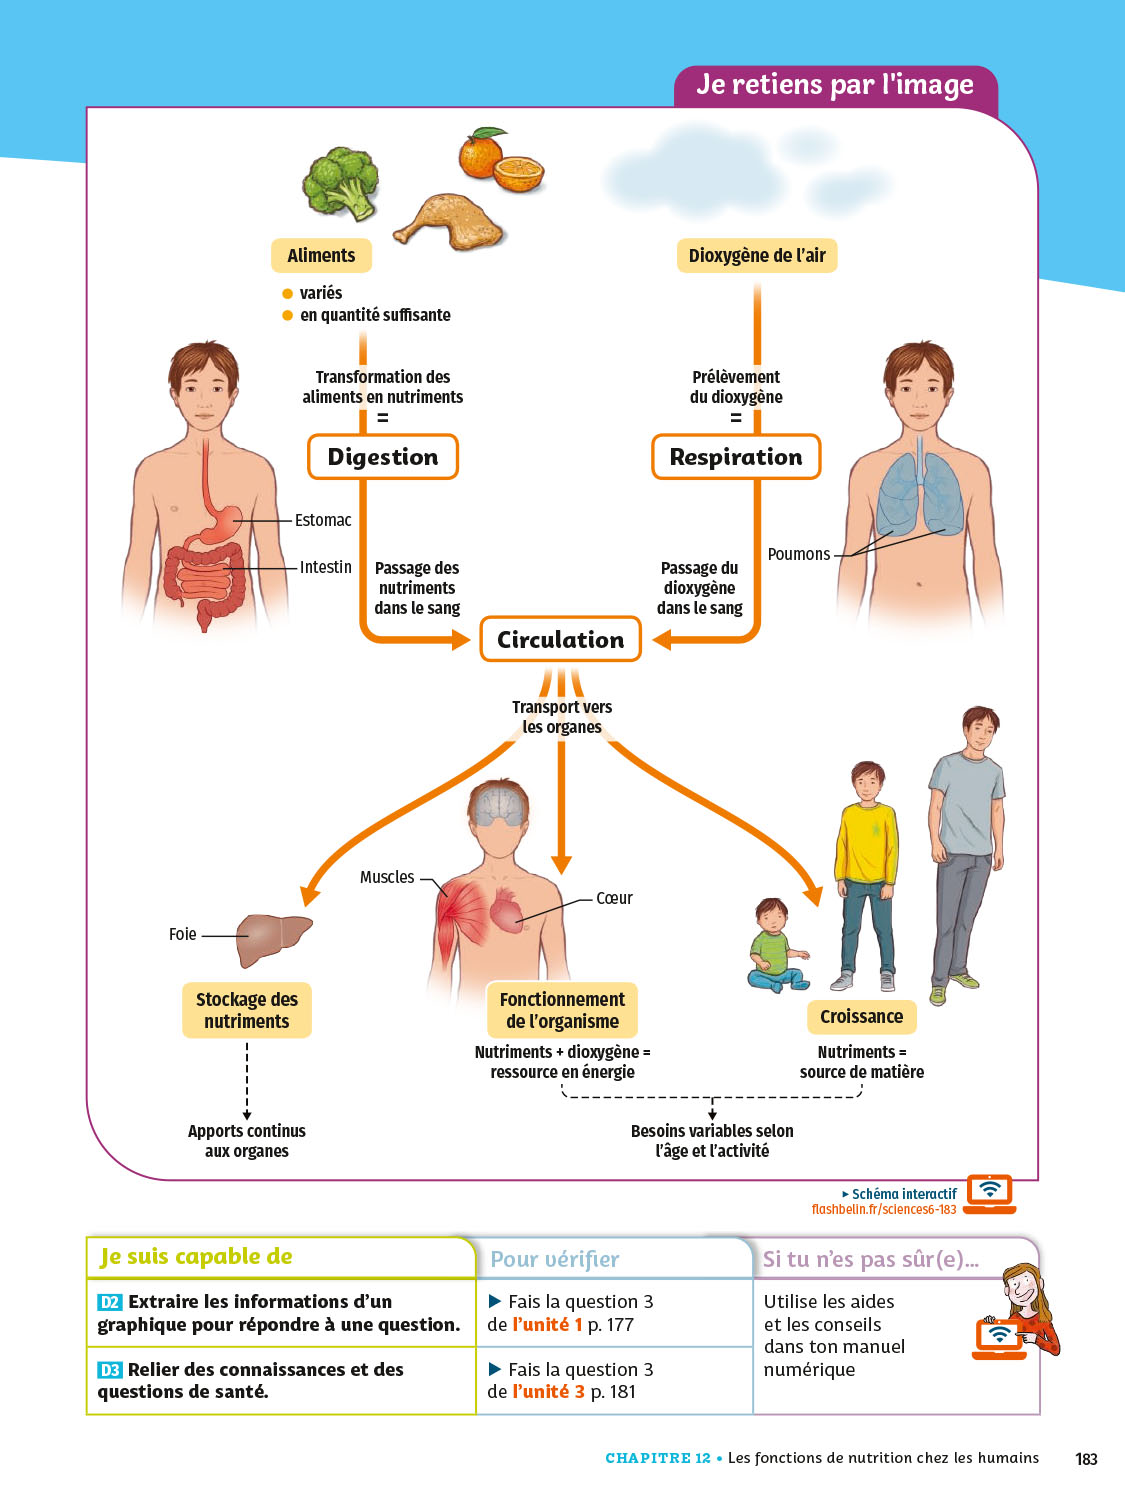 Je retiens par l'image
Aliments
● variés
● en quantité suffisante
Dioxygène de l'air
Transformation des
aliments en nutriments
=
Digestion
Prélèvement
du dioxygène
=
Respiration
Estomac
Intestin
Poumons
Passage des
nutriments
dans le sang
Passage du
dioxygène
dans le sang
Circulation
Transport vers
les organes
Muscles
Cœur
Foie
Stockage des
nutriments
Fonctionnement
de l'organisme
Croissance
Nutriments + dioxygène =
ressource en énergie
Nutriments =
source de matière
Apports continus
aux organes
Besoins variables selon
l'âge et l'activité
▸ Schéma interactif
flashbelin.fr/sciences6-183
Je suis capable de
Pour vérifier
Si tu n'es pas sûr(e)...
D2 Extraire les informations d'un
graphique pour répondre à une question.
▶ Fais la question 3
de l'unité 1 p. 177
Utilise les aides
et les conseils
dans ton manuel
numérique
D3 Relier des connaissances et des
questions de santé.
▶ Fais la question 3
de l'unité 3 p. 181
CHAPITRE 12 • Les fonctions de nutrition chez les humains 183